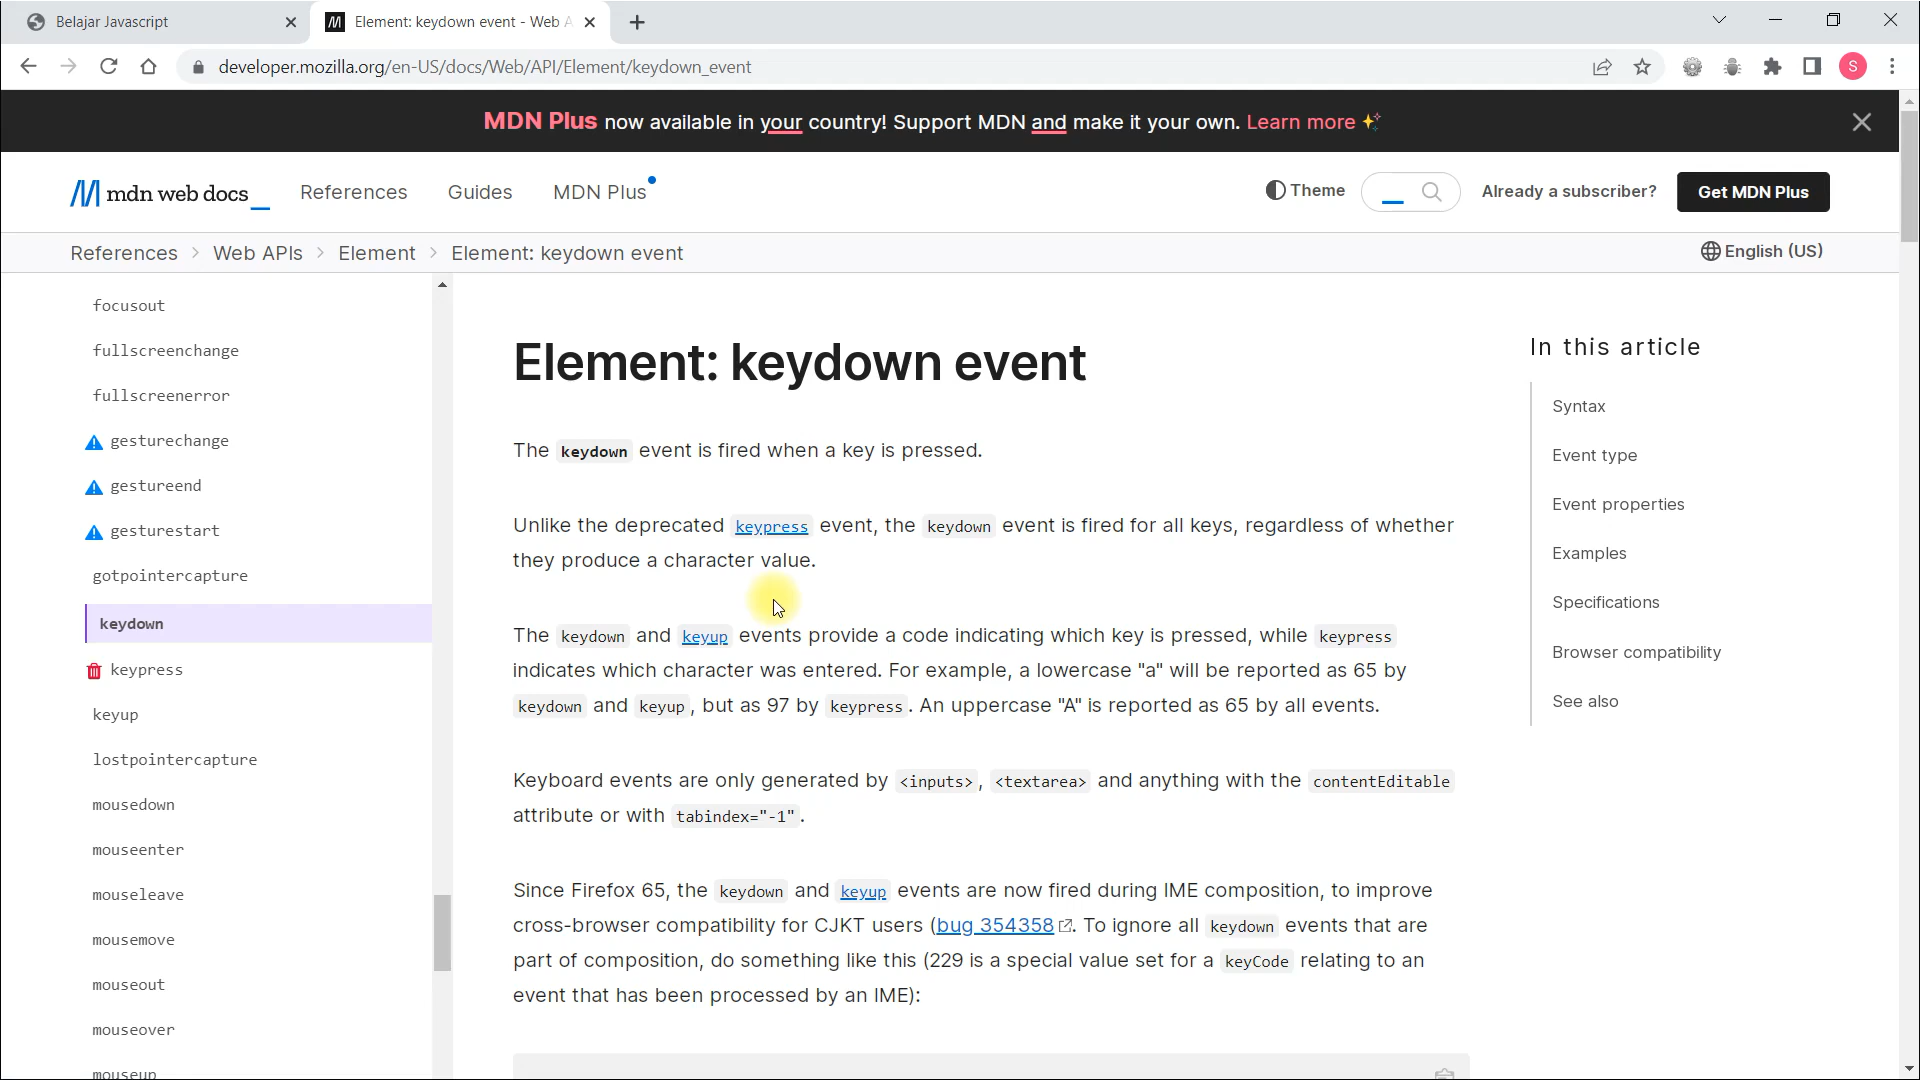 Belajar Javascript
Element: keydown event - Web A
developer.mozilla.org/en-US/docs/Web/API/Element/keydown_event
S
MDN Plus now available in your country! Support MDN and make it your own. Learn more
mdn web docs_
References
Guides
MDN Plus
Theme
Already a subscriber?
Get MDN Plus
References > Web APIs > Element > Element: keydown event
English (US)
focusout
fullscreenchange
fullscreenerror
gesturechange
gestureend
gesturestart
gotpointercapture
keydown
keypress
keyup
lostpointercapture
mousedown
mouseenter
mouseleave
mousemove
mouseout
mouseover
mouseup
Element: keydown event
The keydown event is fired when a key is pressed.
Unlike the deprecated keypress event, the keydown event is fired for all keys, regardless of whether
they produce a character value.
The keydown and keyup events provide a code indicating which key is pressed, while keypress
indicates which character was entered. For example, a lowercase "a" will be reported as 65 by
keydown and keyup, but as 97 by keypress. An uppercase "A" is reported as 65 by all events.
Keyboard events are only generated by <inputs>, <textarea> and anything with the contentEditable
attribute or with tabindex="-1".
Since Firefox 65, the keydown and keyup events are now fired during IME composition, to improve
cross-browser compatibility for CJKT users (bug 354358. To ignore all keydown events that are
part of composition, do something like this (229 is a special value set for a keyCode relating to an
event that has been processed by an IME):
In this article
Syntax
Event type
Event properties
Examples
Specifications
Browser compatibility
See also